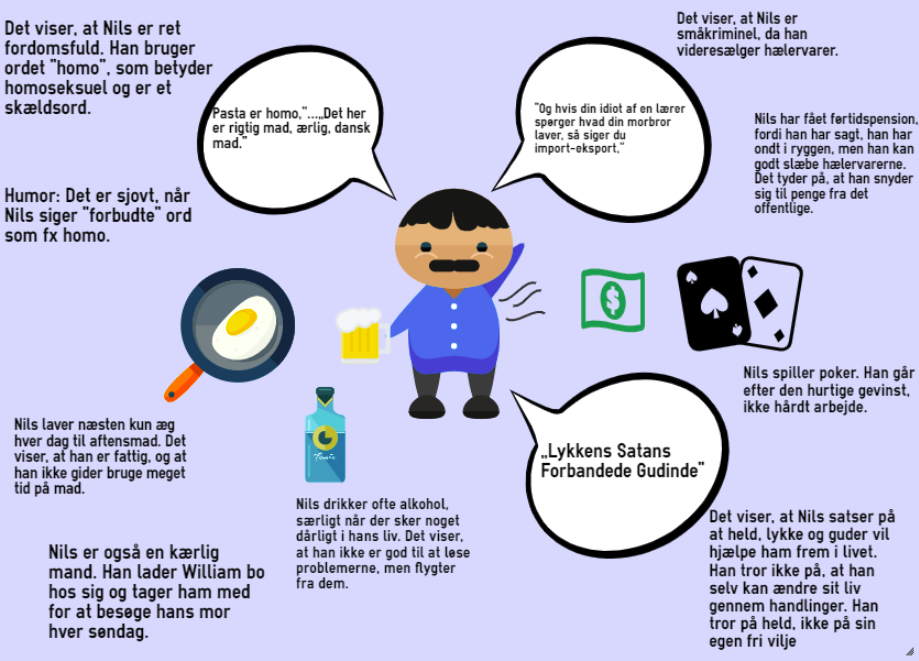 Det viser, at Nils er ret
fordomsfuld. Han bruger
ordet "homo", som betyder
homoseksuel og er et
skældsord.
Pasta er homo,"...„Det her
er rigtig mad, ærlig, dansk
mad."
"Og hvis din idiot af en lærer
spørger hvad din morbror
laver, så siger du
import-eksport,"
Det viser, at Nils er
småkriminel, da han
videresælger hælervarer.
Nils har fået førtidspension,
fordi han har sagt, han har
ondt i ryggen, men han kan
godt slæbe hælervarerne.
Det tyder på, at han snyder
sig til penge fra det
offentlige.
Humor: Det er sjovt, når
Nils siger "forbudte" ord
som fx homo.
Nils spiller poker. Han går
efter den hurtige gevinst,
ikke hårdt arbejde.
Nils laver næsten kun æg
hver dag til aftensmad. Det
viser, at han er fattig, og at
han ikke gider bruge meget
tid på mad.
„Lykkens Satans
Forbandede Gudinde"
Nils drikker ofte alkohol,
særligt når der sker noget
dårligt i hans liv. Det viser,
at han ikke er god til at løse
problemerne, men flygter
fra dem.
Det viser, at Nils satser på
at held, lykke og guder vil
hjælpe ham frem i livet.
Han tror ikke på, at han
selv kan ændre sit liv
gennem handlinger. Han
tror på held, ikke på sin
egen fri vilje
Nils er også en kærlig
mand. Han lader William bo
hos sig og tager ham med
for at besøge hans mor
hver søndag.